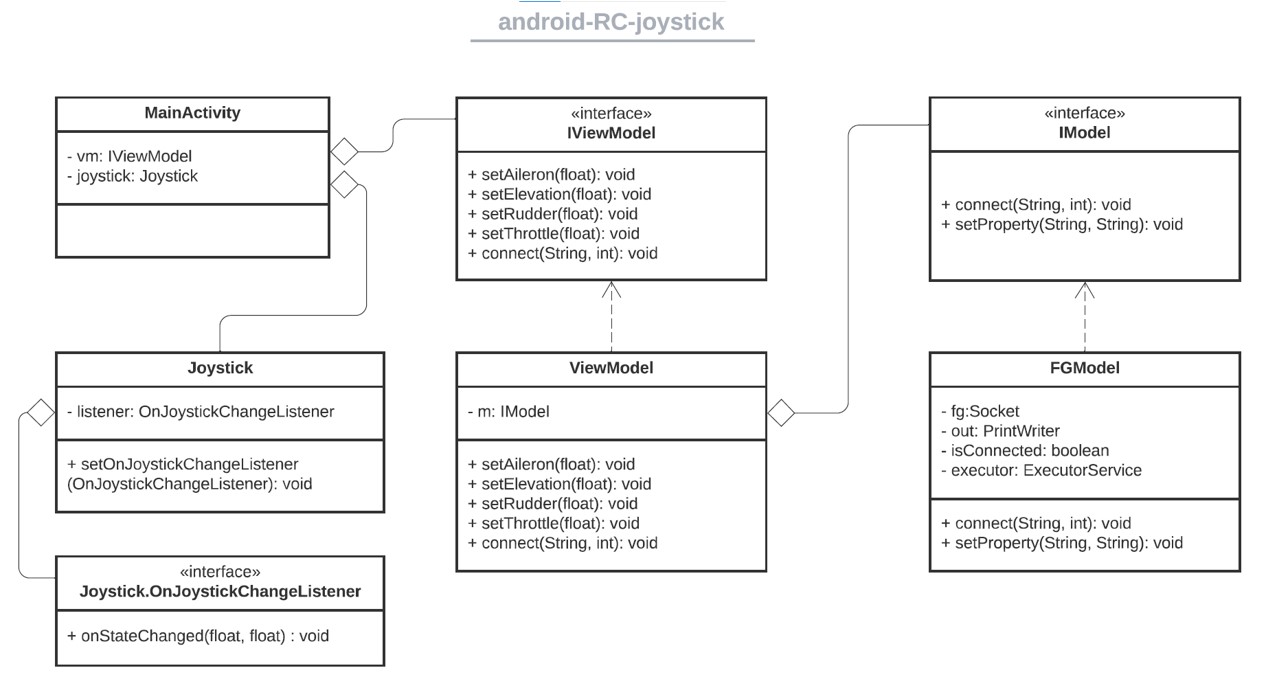 android-RC-joystick
MainActivity
- vm: IViewModel
- joystick: Joystick
«interface»
IViewModel
+ setAileron(float): void
+ setElevation(float): void
+ setRudder(float): void
+ setThrottle(float): void
+ connect(String, int): void
«interface»
IModel
+ connect(String, int): void
+ setProperty(String, String): void
Joystick
- listener: OnJoystickChangeListener
+ setOnJoystickChangeListener
(OnJoystickChangeListener): void
ViewModel
- m: IModel
+ setAileron(float): void
+ setElevation(float): void
+ setRudder(float): void
+ setThrottle(float): void
+ connect(String, int): void
FGModel
- fg:Socket
- out: PrintWriter
- isConnected: boolean
- executor: ExecutorService
+ connect(String, int): void
+ setProperty(String, String): void
«interface»
Joystick.OnJoystickChangeListener
+ onStateChanged(float, float) : void